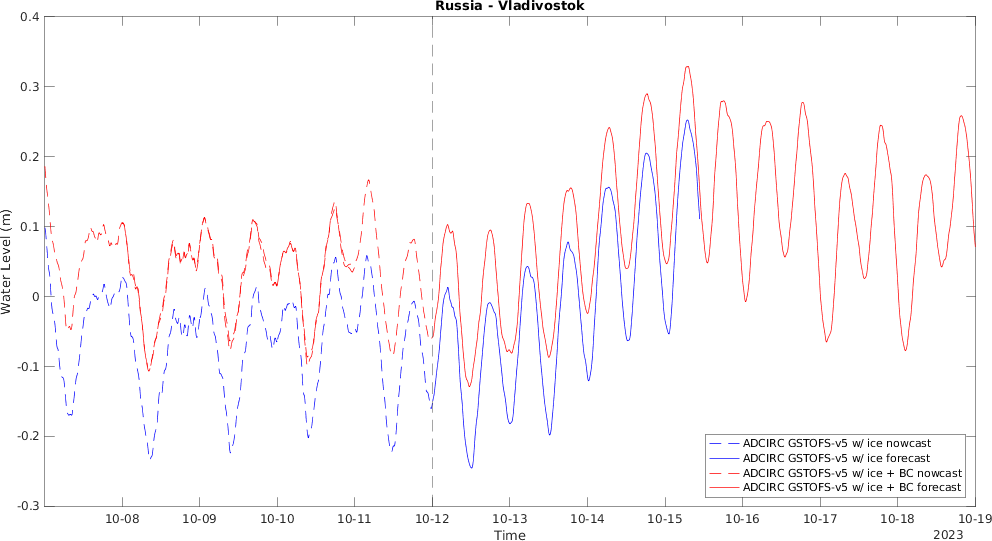 Russia - Vladivostok
0.4
0.3
0.2
0.1
0
-0.1
-0.2
-0.3
Water Level (m)
ADCIRC GSTOFS-v5 w/ ice nowcast
ADCIRC GSTOFS-v5 w/ ice forecast
ADCIRC GSTOFS-v5 w/ ice + BC nowcast
ADCIRC GSTOFS-v5 w/ ice + BC forecast
10-08 10-09 10-10 10-11 10-12 10-13 10-14 10-15 10-16 10-17 10-18 10-19
Time
2023